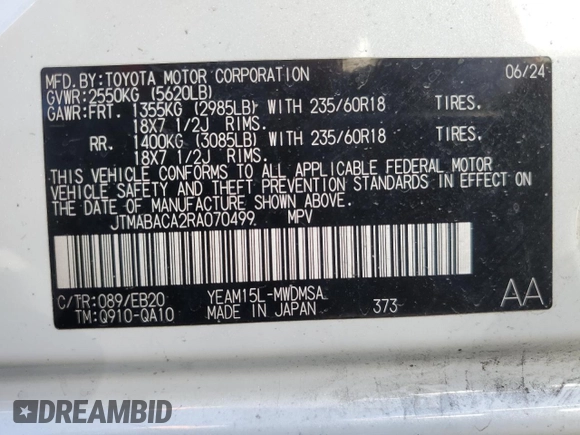 MFD.BY:TOYOTA MOTOR CORPORATION 06/24
GVWR:2550KG (5620LB)
GAWR:FRT. 1355KG (2985LB) WITH 235/60R18 TIRES.
18X7 1/2J RIMS.
RR. 1400KG (3085LB) WITH 235/60R18 TIRES.
18X7 1/2J RIMS.
THIS VEHICLE CONFORMS TO ALL APPLICABLE FEDERAL MOTOR
VEHICLE SAFETY AND THEFT PREVENTION STANDARDS IN EFFECT ON
THE DATE OF MANUFACTURE SHOWN ABOVE.
JTMABACA2RA070499. MPV
C/TR:089/EB20 YEAM15L-MWDMSA AA
TM:Q910-QA10 MADE IN JAPAN 373
DREAMBID